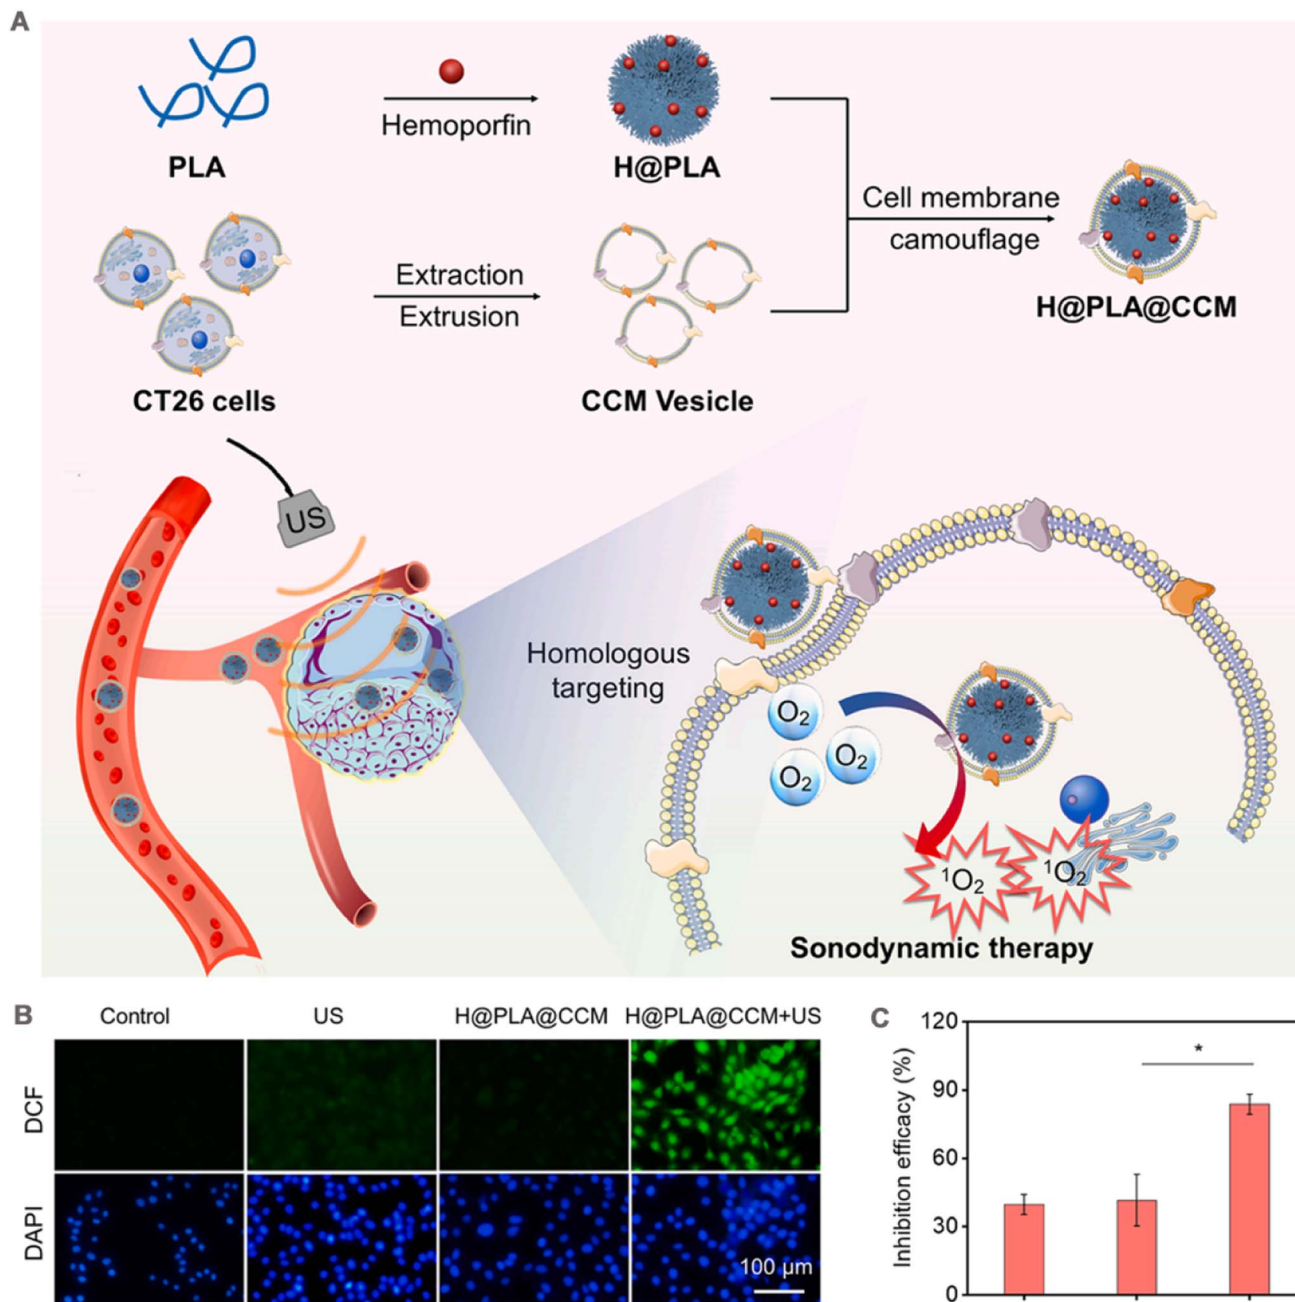 A
PLA
Hemoporfin
H@PLA
Cell membrane
camouflage
H@PLA@CCM
CT26 cells
Extraction
Extrusion
CCM Vesicle
US
Homologous
targeting
O₂
O₂
O₂
¹O₂
¹O₂
Sonodynamic therapy
B
Control
US
H@PLA@CCM
H@PLA@CCM+US
DCF
DAPI
100 μm
C
Inhibition efficacy (%)
120
90
60
30
0
*